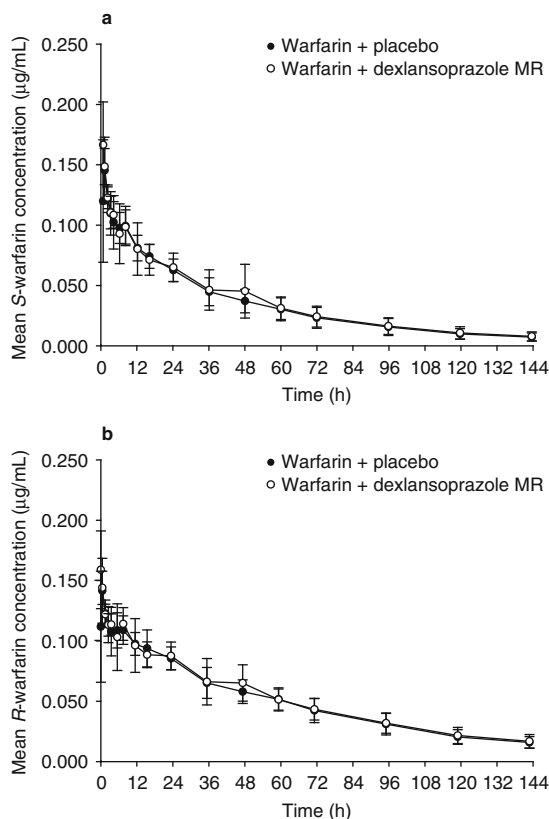 a
0.250
Warfarin + placebo
Warfarin + dexlansoprazole MR
0.200
0.150
0.100
0.050
0.000
Mean S-warfarin concentration (μg/mL)
0 12 24 36 48 60 72 84 96 108 120 132 144
Time (h)
b
0.250
Warfarin + placebo
Warfarin + dexlansoprazole MR
0.200
0.150
0.100
0.050
0.000
Mean R-warfarin concentration (μg/mL)
0 12 24 36 48 60 72 84 96 108 120 132 144
Time (h)